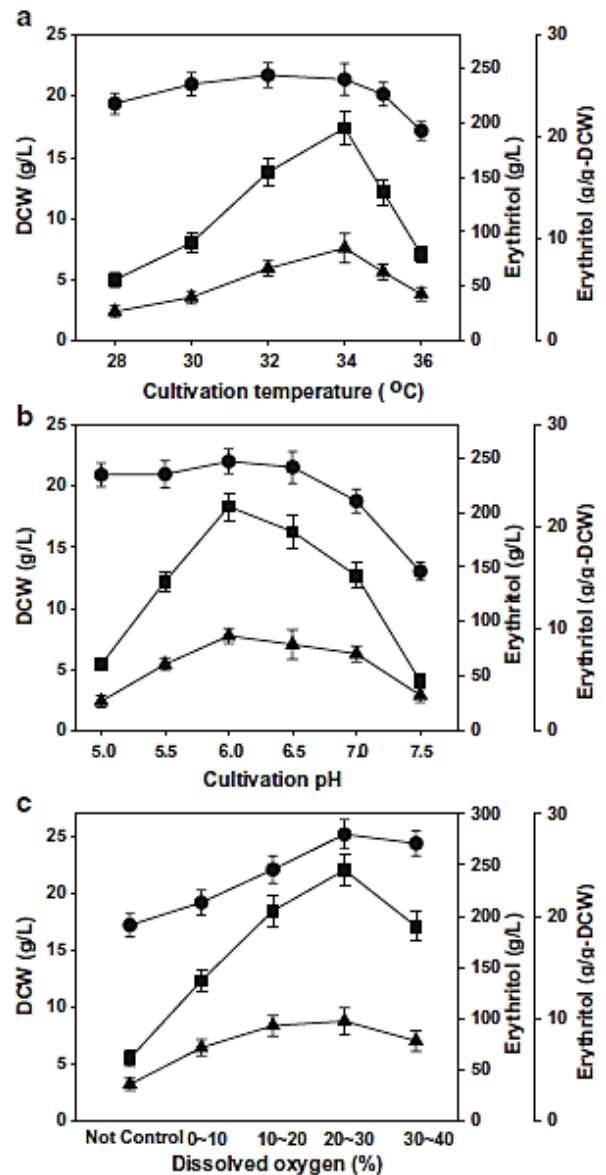 a
25
20
15
10
5
0
DCW (g/L)
250
200
150
100
50
0
Erythritol (g/L)
30
20
10
0
Erythritol (g/g-DCW)
28 30 32 34 36
Cultivation temperature ( °C)
b
25
20
15
10
5
0
DCW (g/L)
250
200
150
100
50
0
Erythritol (g/L)
30
20
10
0
Erythritol (g/g-DCW)
5.0 5.5 6.0 6.5 7.0 7.5
Cultivation pH
c
25
20
15
10
5
0
DCW (g/L)
300
250
200
150
100
50
0
Erythritol (g/L)
30
20
10
0
Erythritol (g/g-DCW)
Not Control 0~10 10~20 20~30 30~40
Dissolved oxygen (%)